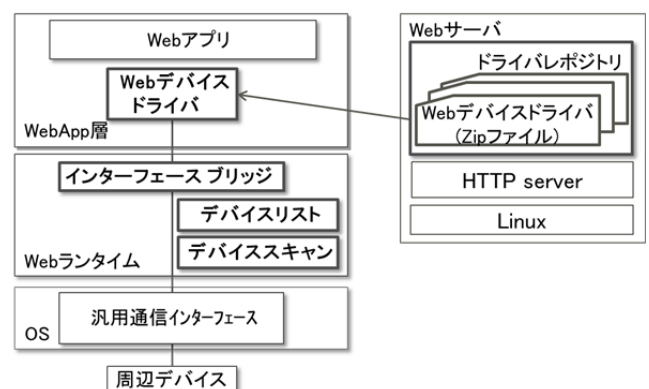 Webアプリ
Webデバイス
ドライバ
WebApp層
インターフェース ブリッジ
デバイスリスト
デバイススキャン
Webランタイム
汎用通信インターフェース
OS
周辺デバイス
Webサーバ
ドライバレポジトリ
Webデバイスドライバ
(Zipファイル)
HTTP server
Linux